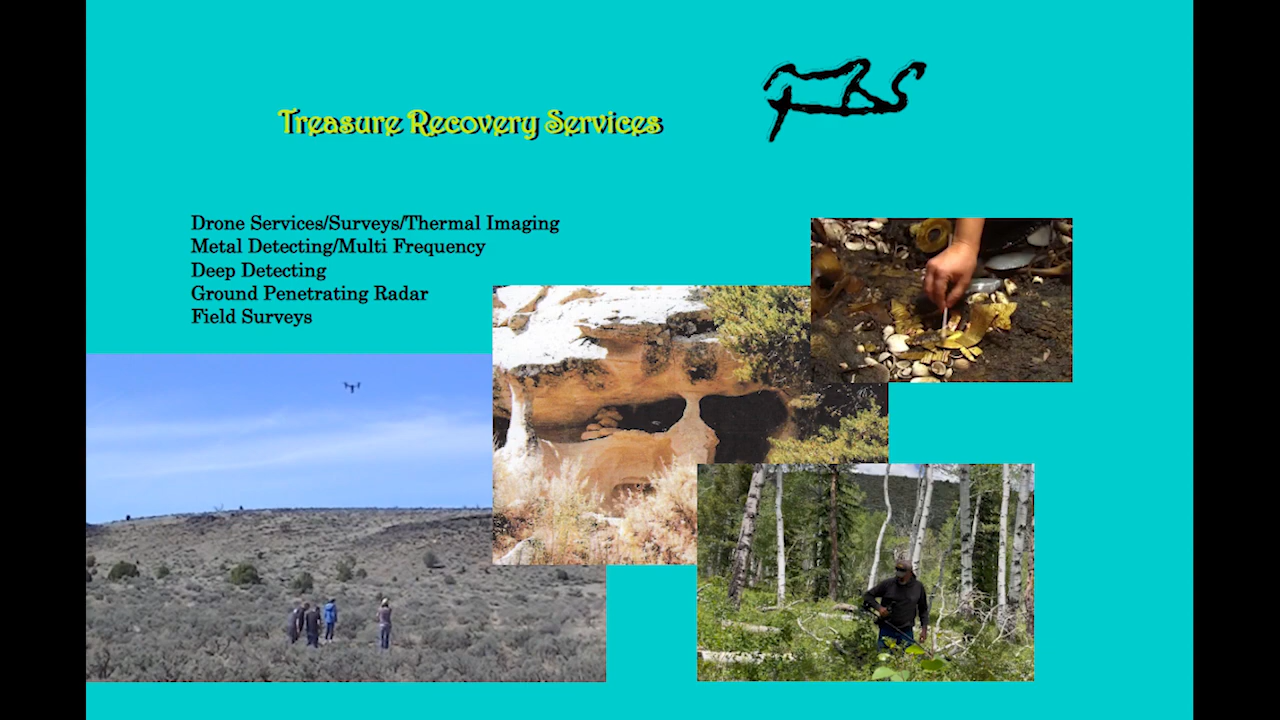 Treasure Recovery Services
Drone Services/Surveys/Thermal Imaging
Metal Detecting/Multi Frequency
Deep Detecting
Ground Penetrating Radar
Field Surveys